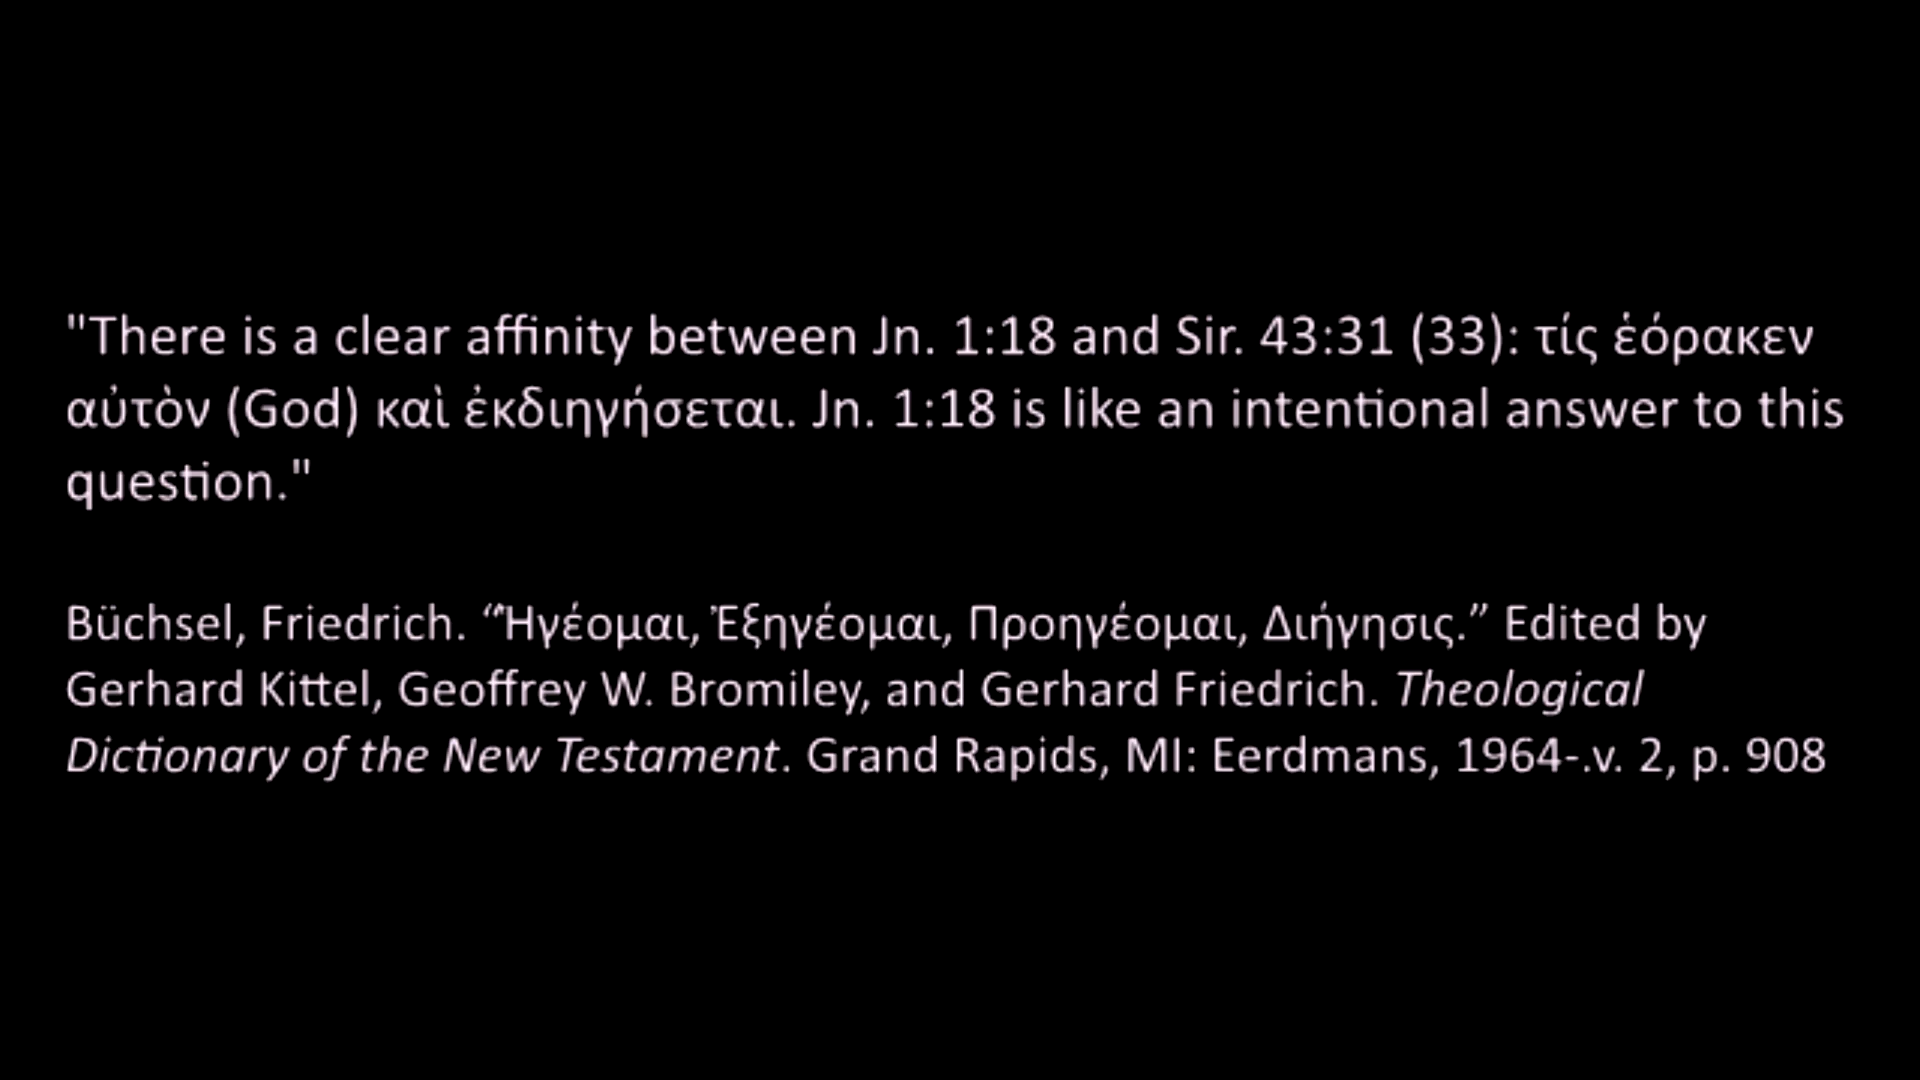 "There is a clear affinity between Jn. 1:18 and Sir. 43:31 (33): τίς ἑόρακεν
αὐτὸν (God) καὶ ἐκδιηγήσεται. Jn. 1:18 is like an intentional answer to this
question."
Büchsel, Friedrich. “Ἡγέομαι, Ἐξηγέομαι, Προηγέομαι, Διήγησις.” Edited by
Gerhard Kittel, Geoffrey W. Bromiley, and Gerhard Friedrich. Theological
Dictionary of the New Testament. Grand Rapids, MI: Eerdmans, 1964-.v. 2, p. 908